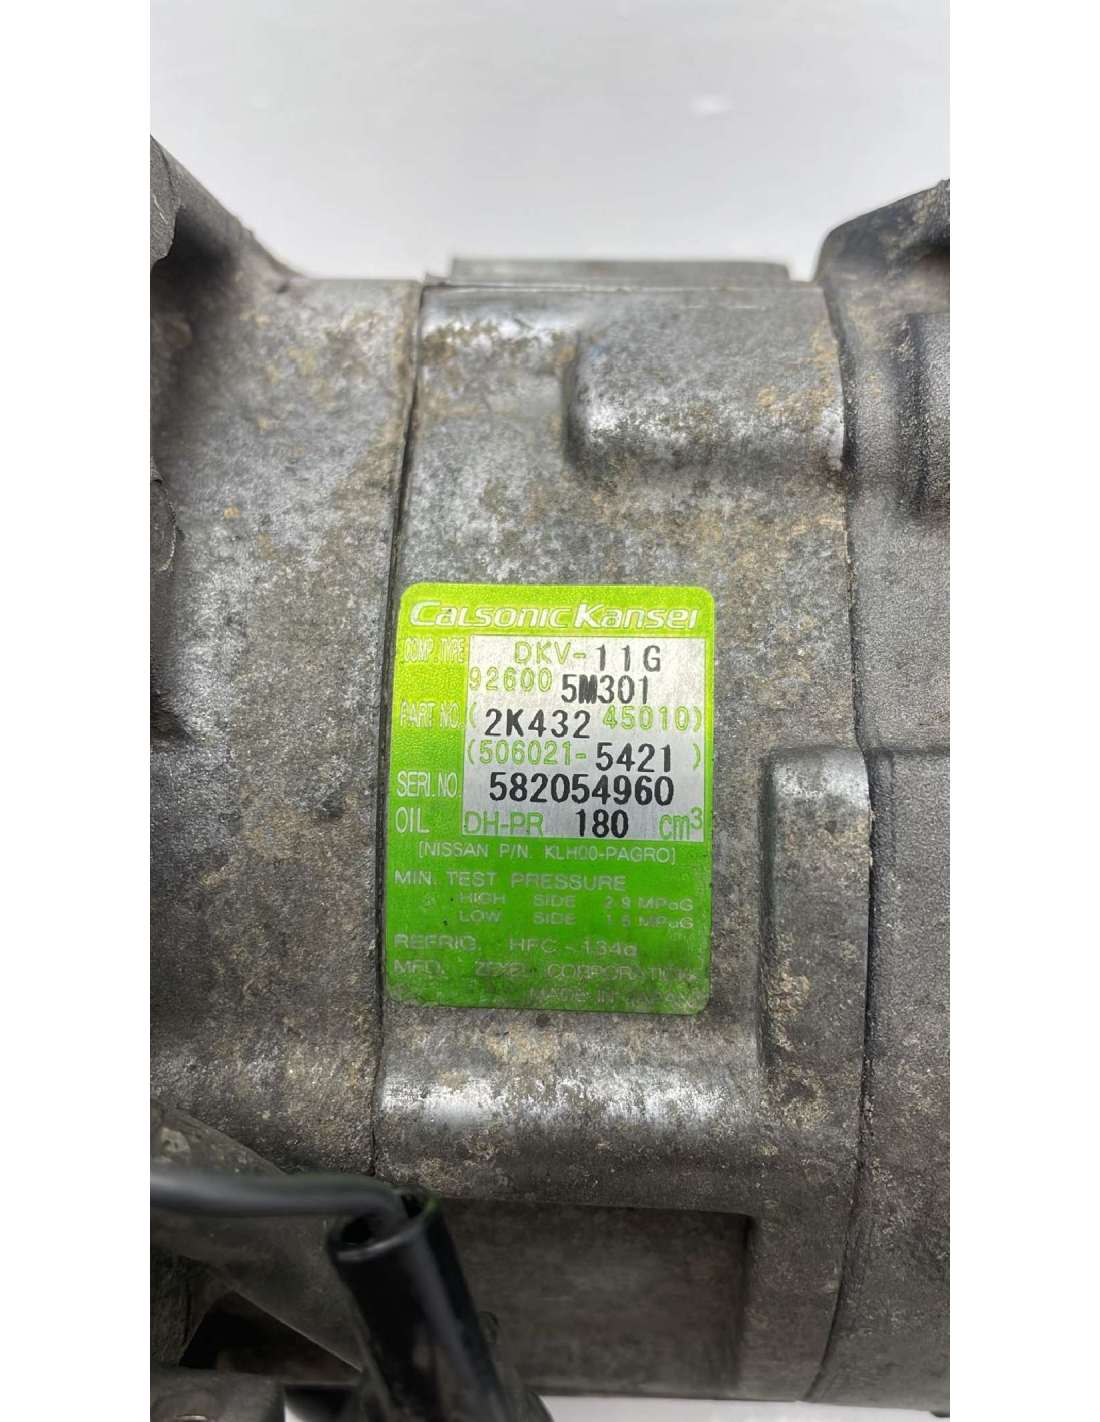 Calsonic Kansei
COMP. TYPE DKV-11G
92600 5M301
PART NO. (2K432 45010)
(506021-5421 )
SERI. NO. 582054960
OIL DH-PR 180 cm³
[NISSAN P/N. KLH00-PAGRO]
MIN. TEST PRESSURE
HIGH SIDE 2.9 MPaG
LOW SIDE 1.6 MPaG
REFRIG. HFC-134a
MFD. ZEXEL CORPORATION
MADE IN